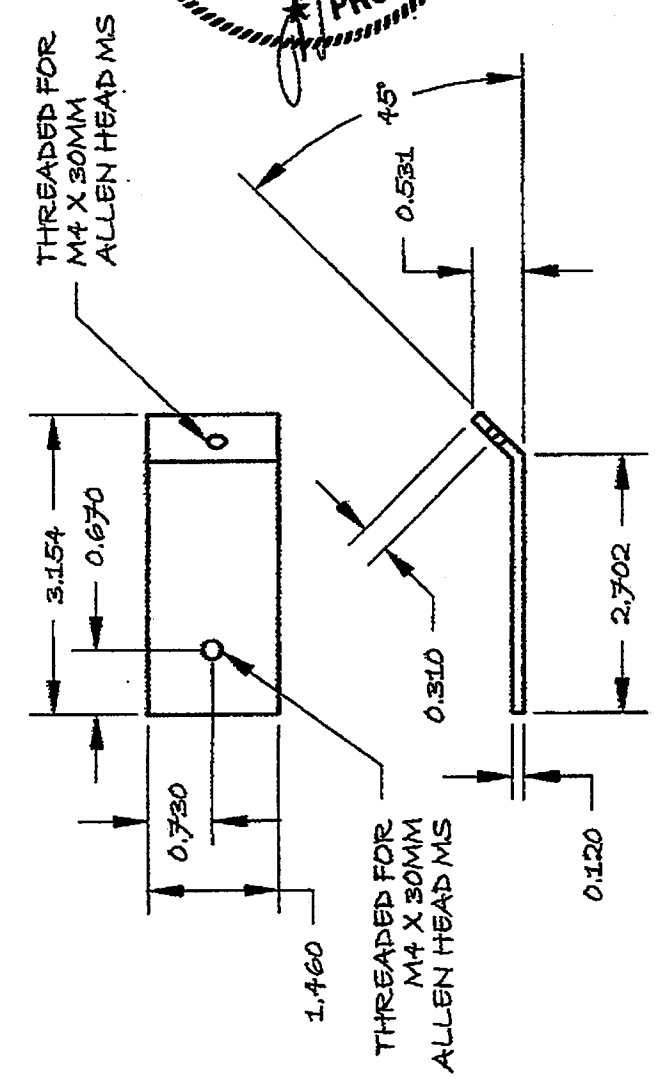 THREADED FOR
M4 X 30MM
ALLEN HEAD MS
3.154
0.670
0.730
1.460
THREADED FOR
M4 X 30MM
ALLEN HEAD MS
45°
0.531
0.310
2.702
0.120